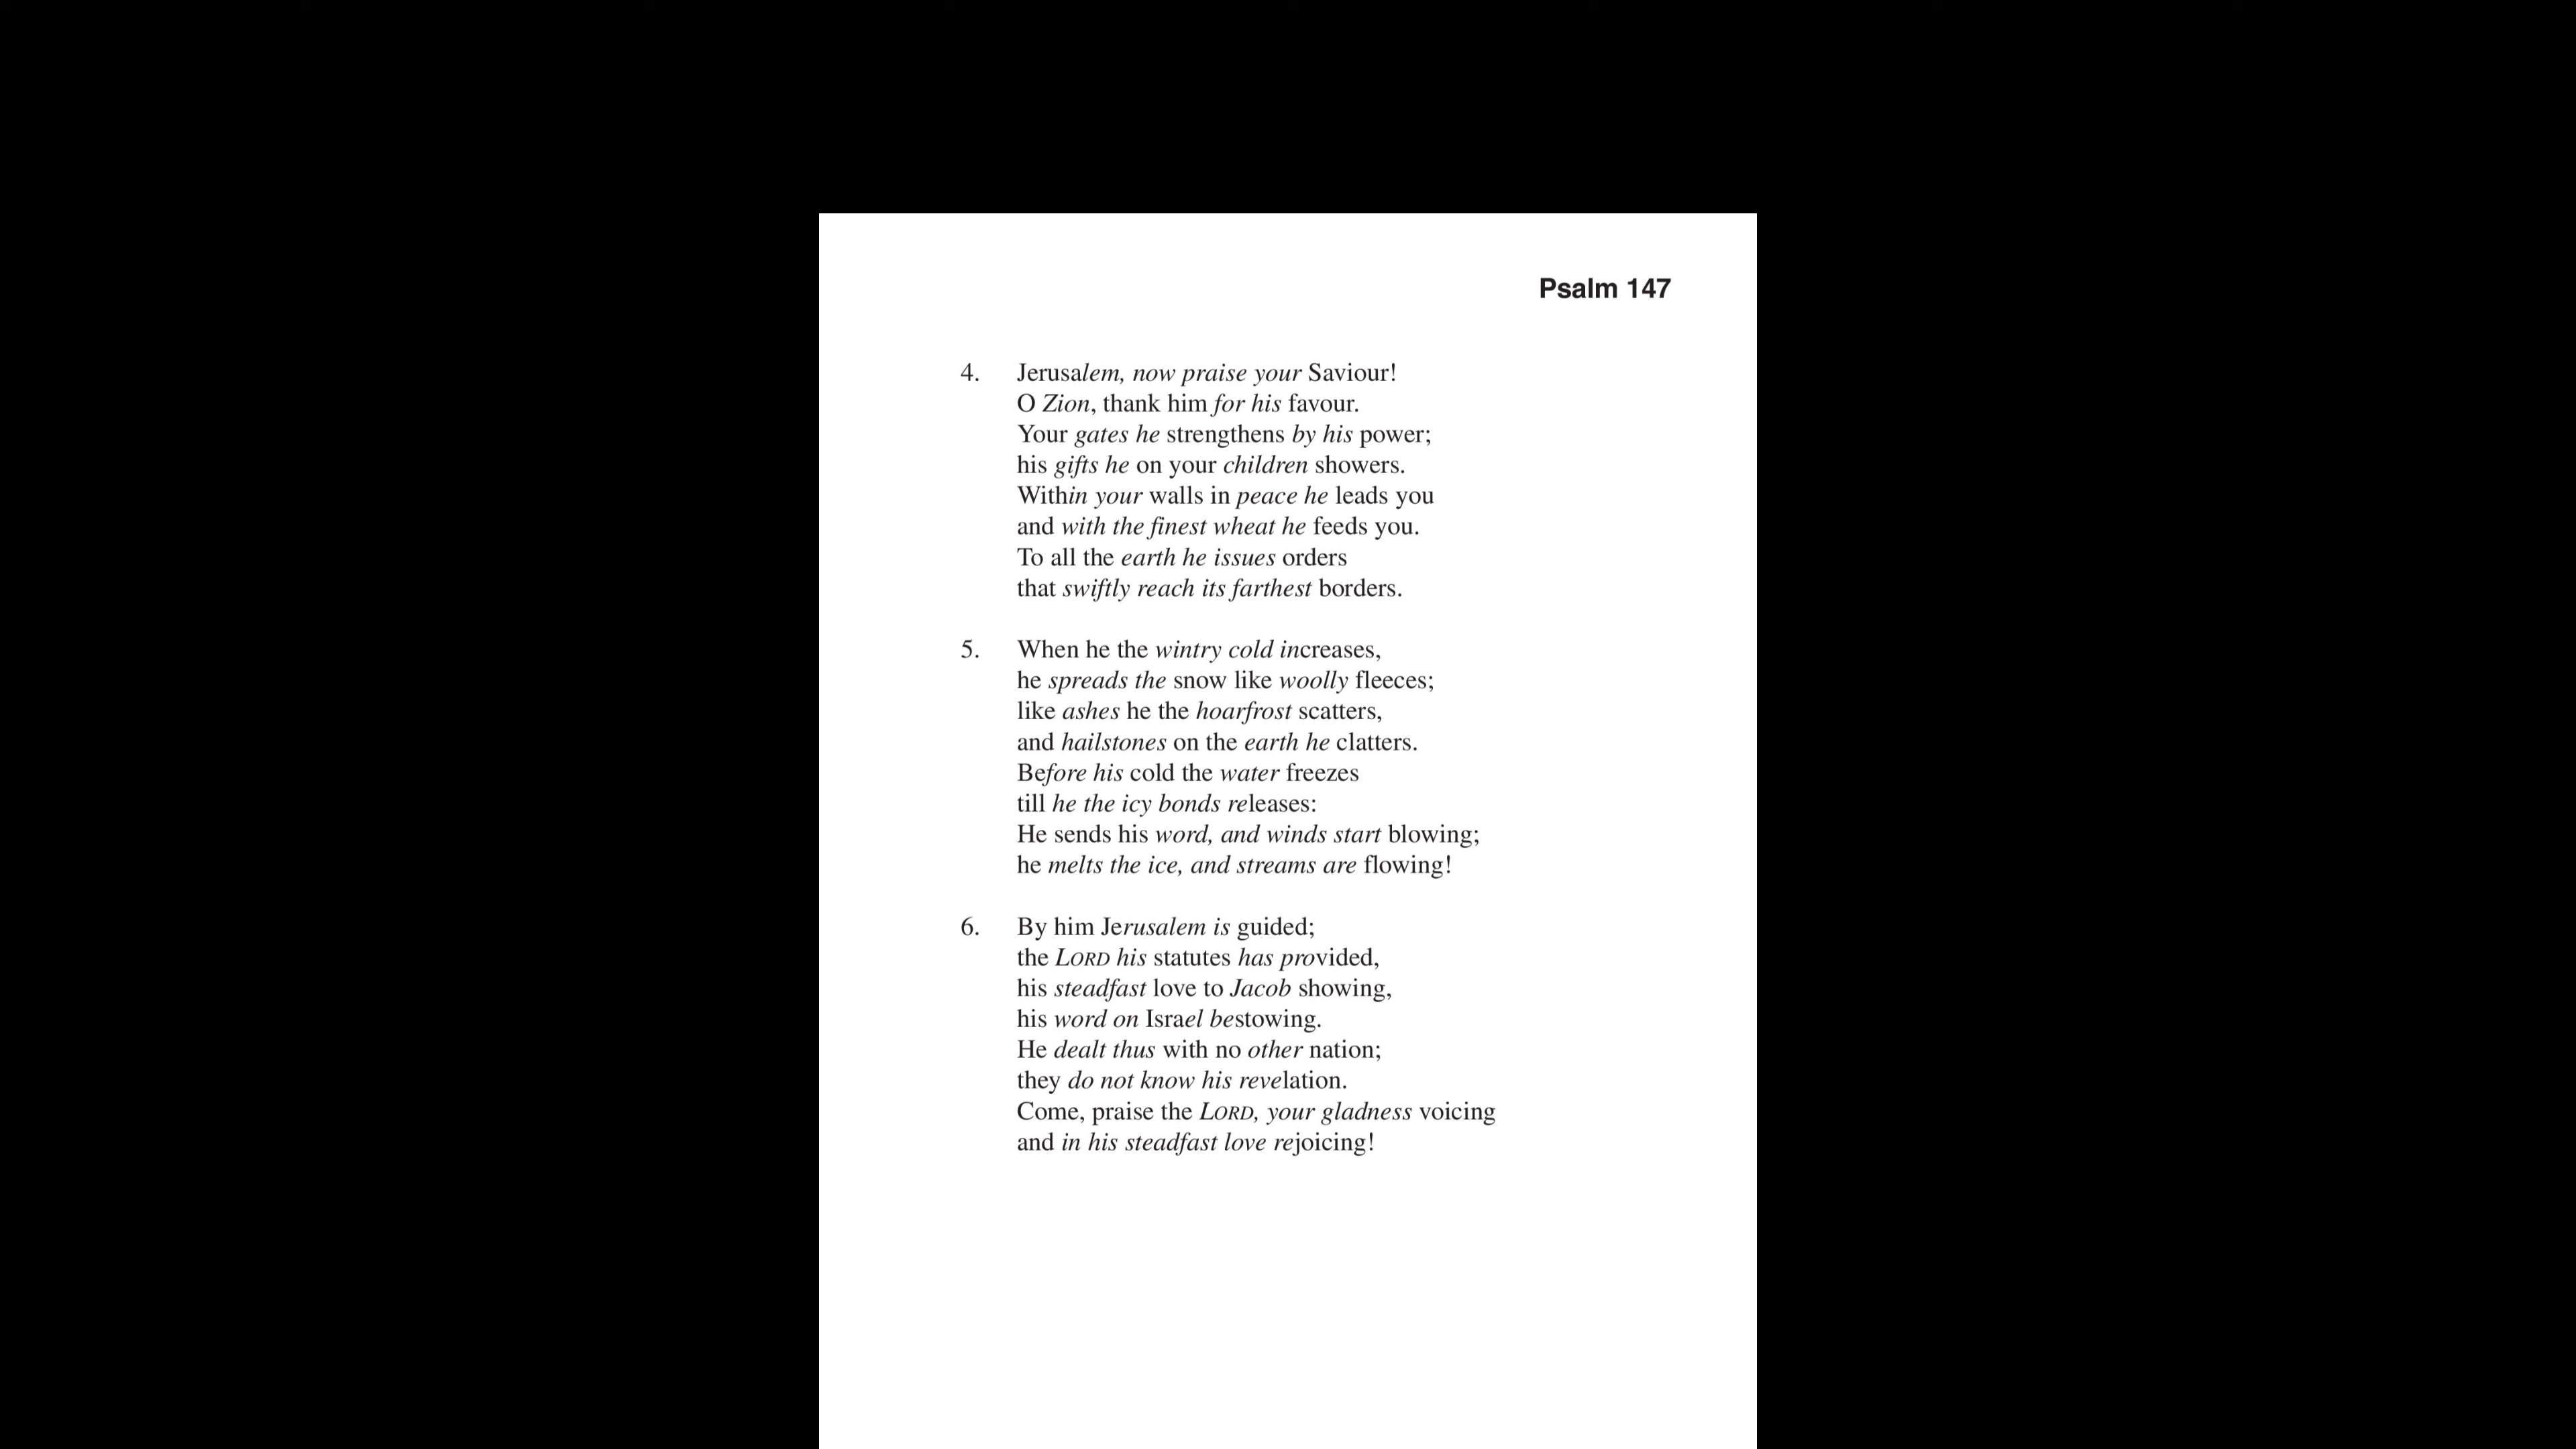 Psalm 147
4. Jerusalem, now praise your Saviour!
O Zion, thank him for his favour.
Your gates he strengthens by his power;
his gifts he on your children showers.
Within your walls in peace he leads you
and with the finest wheat he feeds you.
To all the earth he issues orders
that swiftly reach its farthest borders.
5. When he the wintry cold increases,
he spreads the snow like woolly fleeces;
like ashes he the hoarfrost scatters,
and hailstones on the earth he clatters.
Before his cold the water freezes
till he the icy bonds releases:
He sends his word, and winds start blowing;
he melts the ice, and streams are flowing!
6. By him Jerusalem is guided;
the LORD his statutes has provided,
his steadfast love to Jacob showing,
his word on Israel bestowing.
He dealt thus with no other nation;
they do not know his revelation.
Come, praise the LORD, your gladness voicing
and in his steadfast love rejoicing!